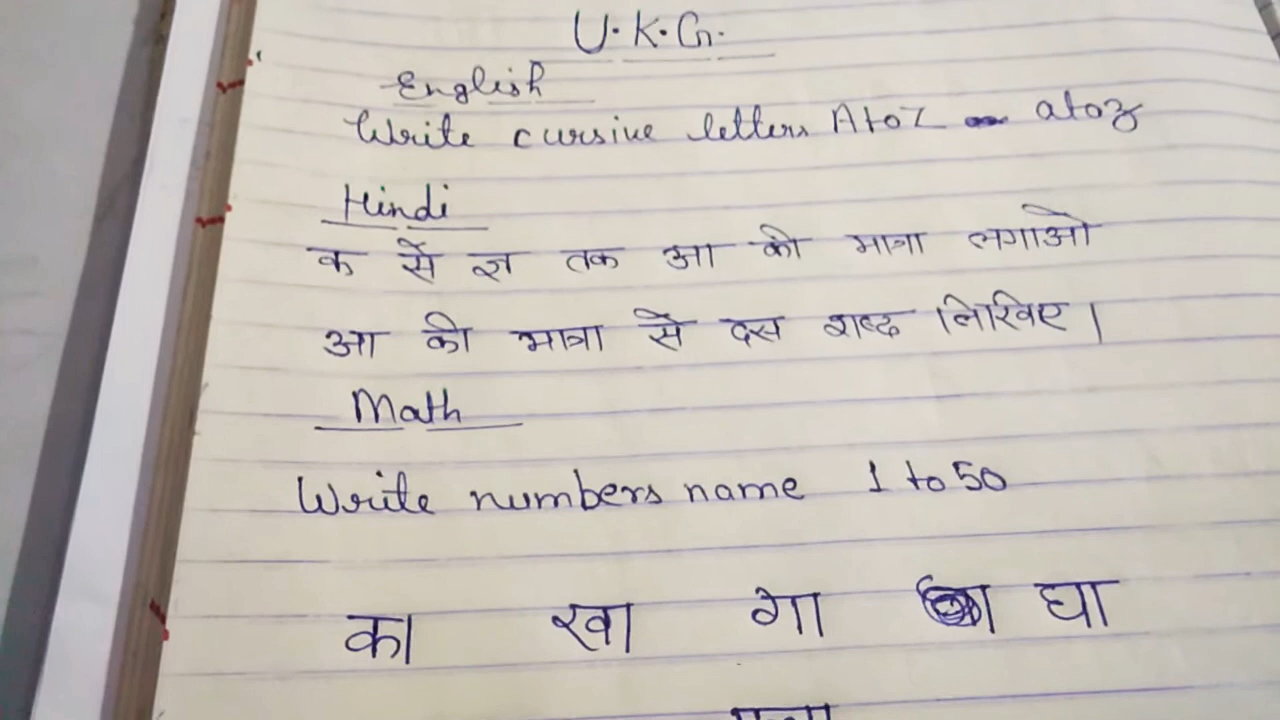 U.K.G.
English
Write cursive letters A to Z - a to z
Hindi
क से ज्ञ तक आ की मात्रा लगाओ
आ की मात्रा से दस शब्द लिखिए।
Math
Write numbers name 1 to 50
का खा गा घा